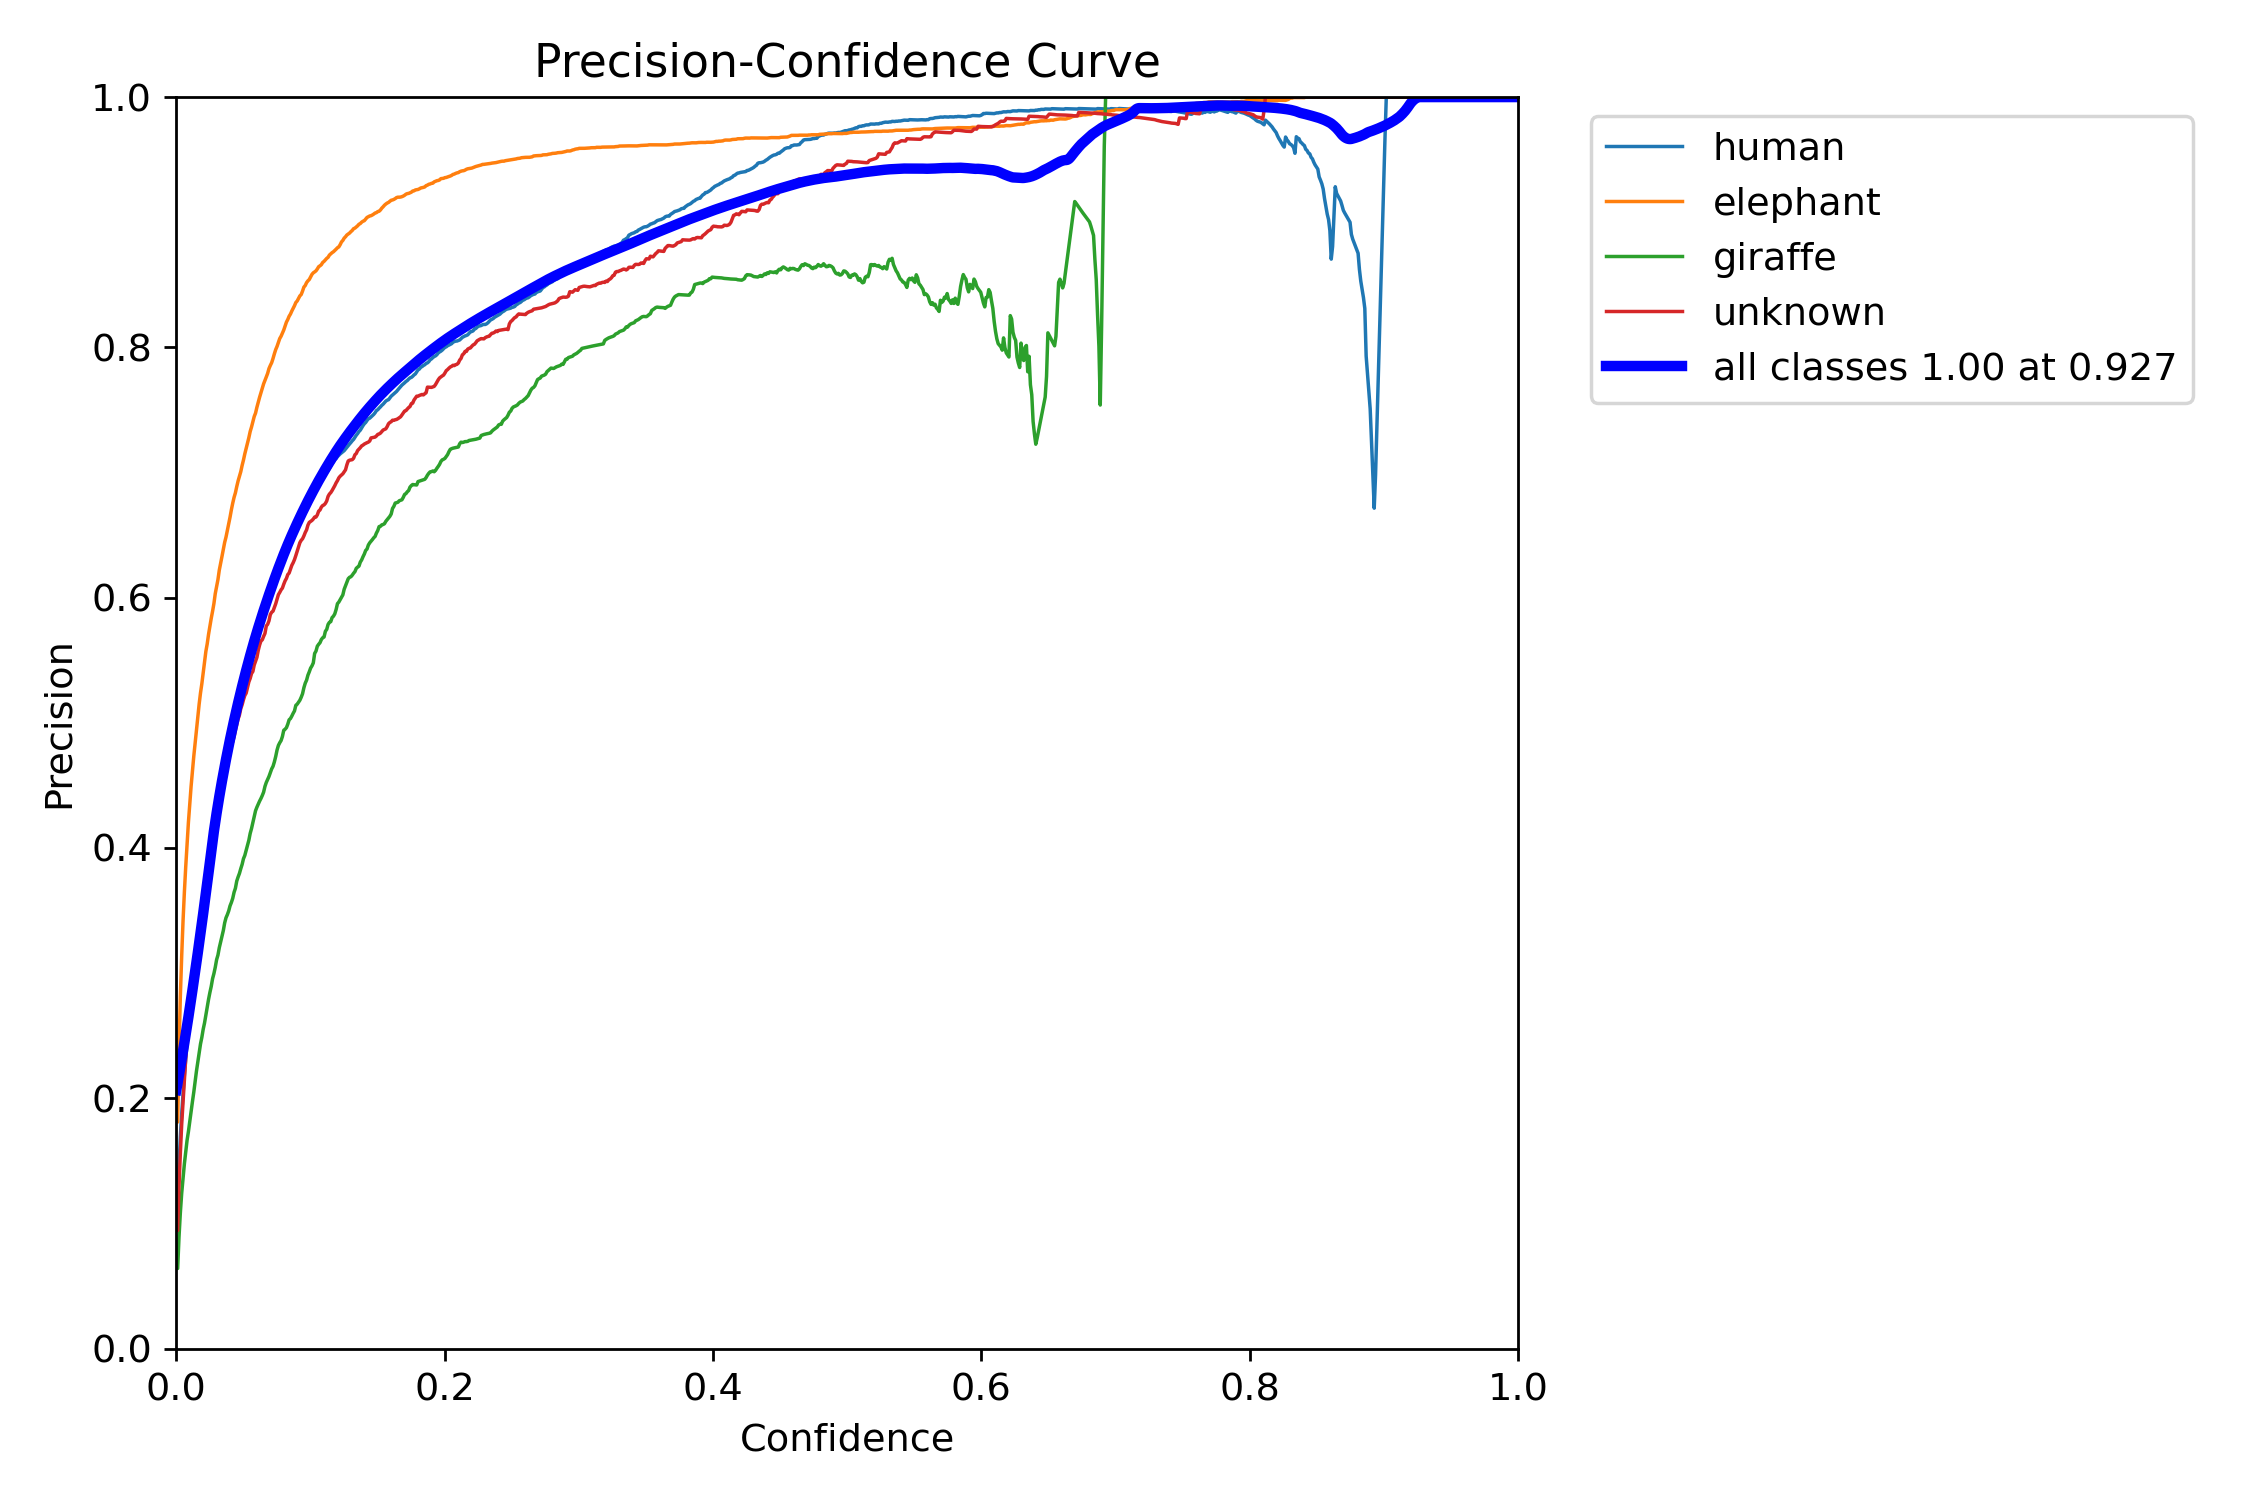 Precision-Confidence Curve
1.0
0.8
0.6
0.4
0.2
0.0
Precision
0.0 0.2 0.4 0.6 0.8 1.0
Confidence
human
elephant
giraffe
unknown
all classes 1.00 at 0.927